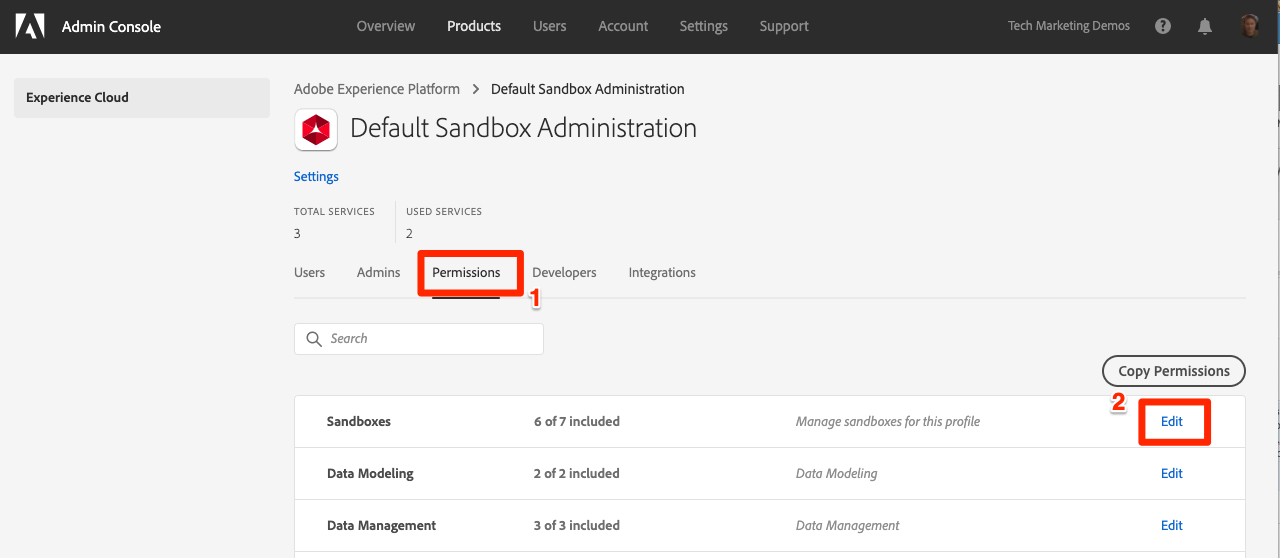 Admin Console Overview Products Users Account Settings Support Tech Marketing Demos ?
Experience Cloud
Adobe Experience Platform > Default Sandbox Administration
Default Sandbox Administration
Settings
TOTAL SERVICES USED SERVICES
3 2
Users Admins Permissions Developers Integrations
1
Search
Copy Permissions
2
Sandboxes 6 of 7 included Manage sandboxes for this profile Edit
Data Modeling 2 of 2 included Data Modeling Edit
Data Management 3 of 3 included Data Management Edit